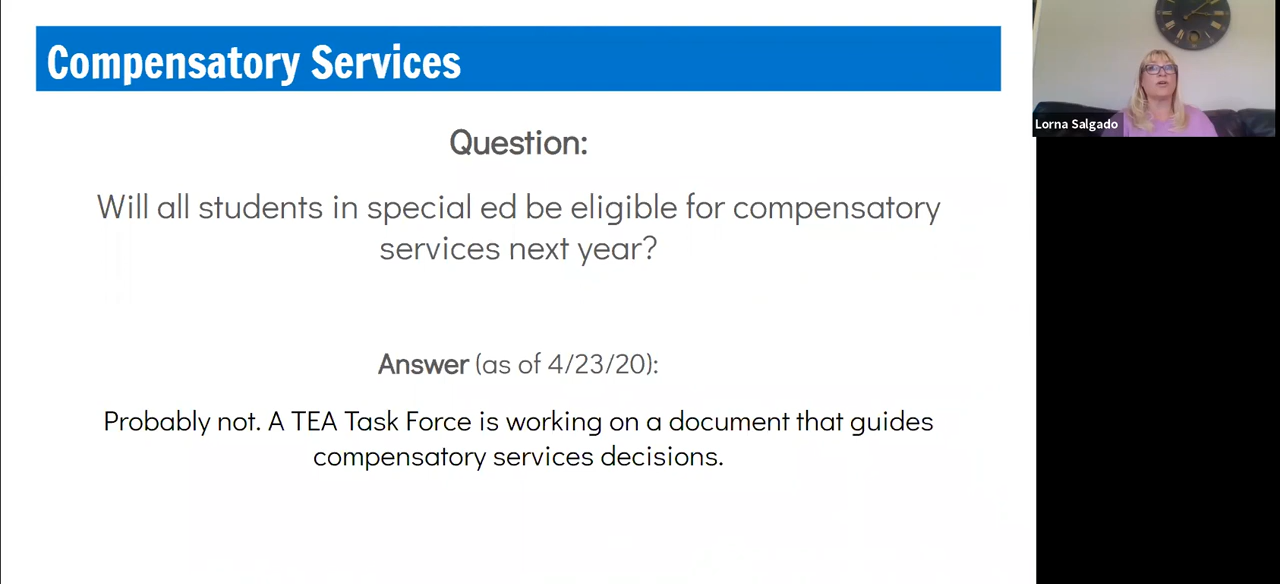 Compensatory Services
Question:
Will all students in special ed be eligible for compensatory
services next year?
Answer (as of 4/23/20):
Probably not. A TEA Task Force is working on a document that guides
compensatory services decisions.
Lorna Salgado